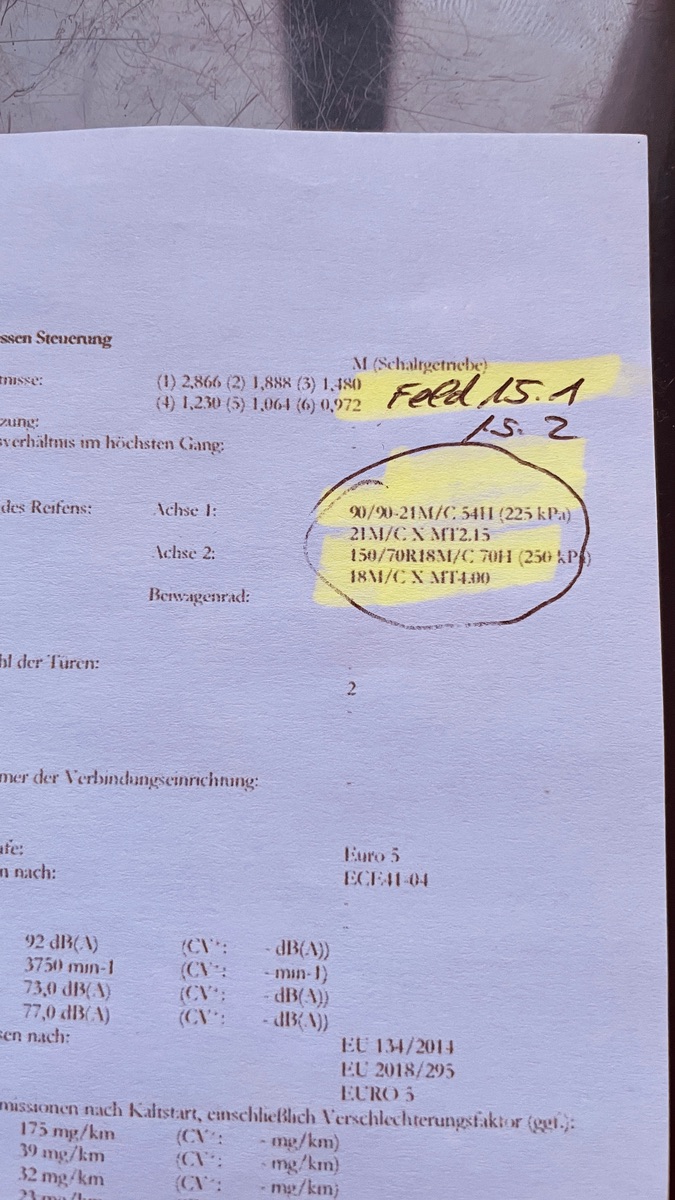 ssen Steuerung
M (Schaltgetriebe)
tnisse: (1) 2,866 (2) 1,888 (3) 1,480
Feld 15.1
(4) 1,230 (5) 1,064 (6) 0,972
15.2
zung:
sverhältnis im höchsten Gang: -
des Reifens: Achse 1: 90/90-21M/C 54H (225 kPa)
21M/C X MT2.15
Achse 2: 150/70R18M/C 70H (250 kPa)
18M/C X MT4.00
Beiwagenrad: -
hl der Türen: -
2
-
mer der Verbindungseinrichtung: -
ufe: Euro 5
n nach: ECE41-04
-
92 dB(A) (CV*: - dB(A))
3750 min-1 (CV*: - min-1)
73,0 dB(A) (CV*: - dB(A))
77,0 dB(A) (CV*: - dB(A))
sen nach: EU 134/2014
EU 2018/295
EURO 5
missionen nach Kaltstart, einschließlich Verschlechterungsfaktor (ggf.):
175 mg/km (CV*: - mg/km)
39 mg/km (CV*: - mg/km)
32 mg/km (CV*: - mg/km)